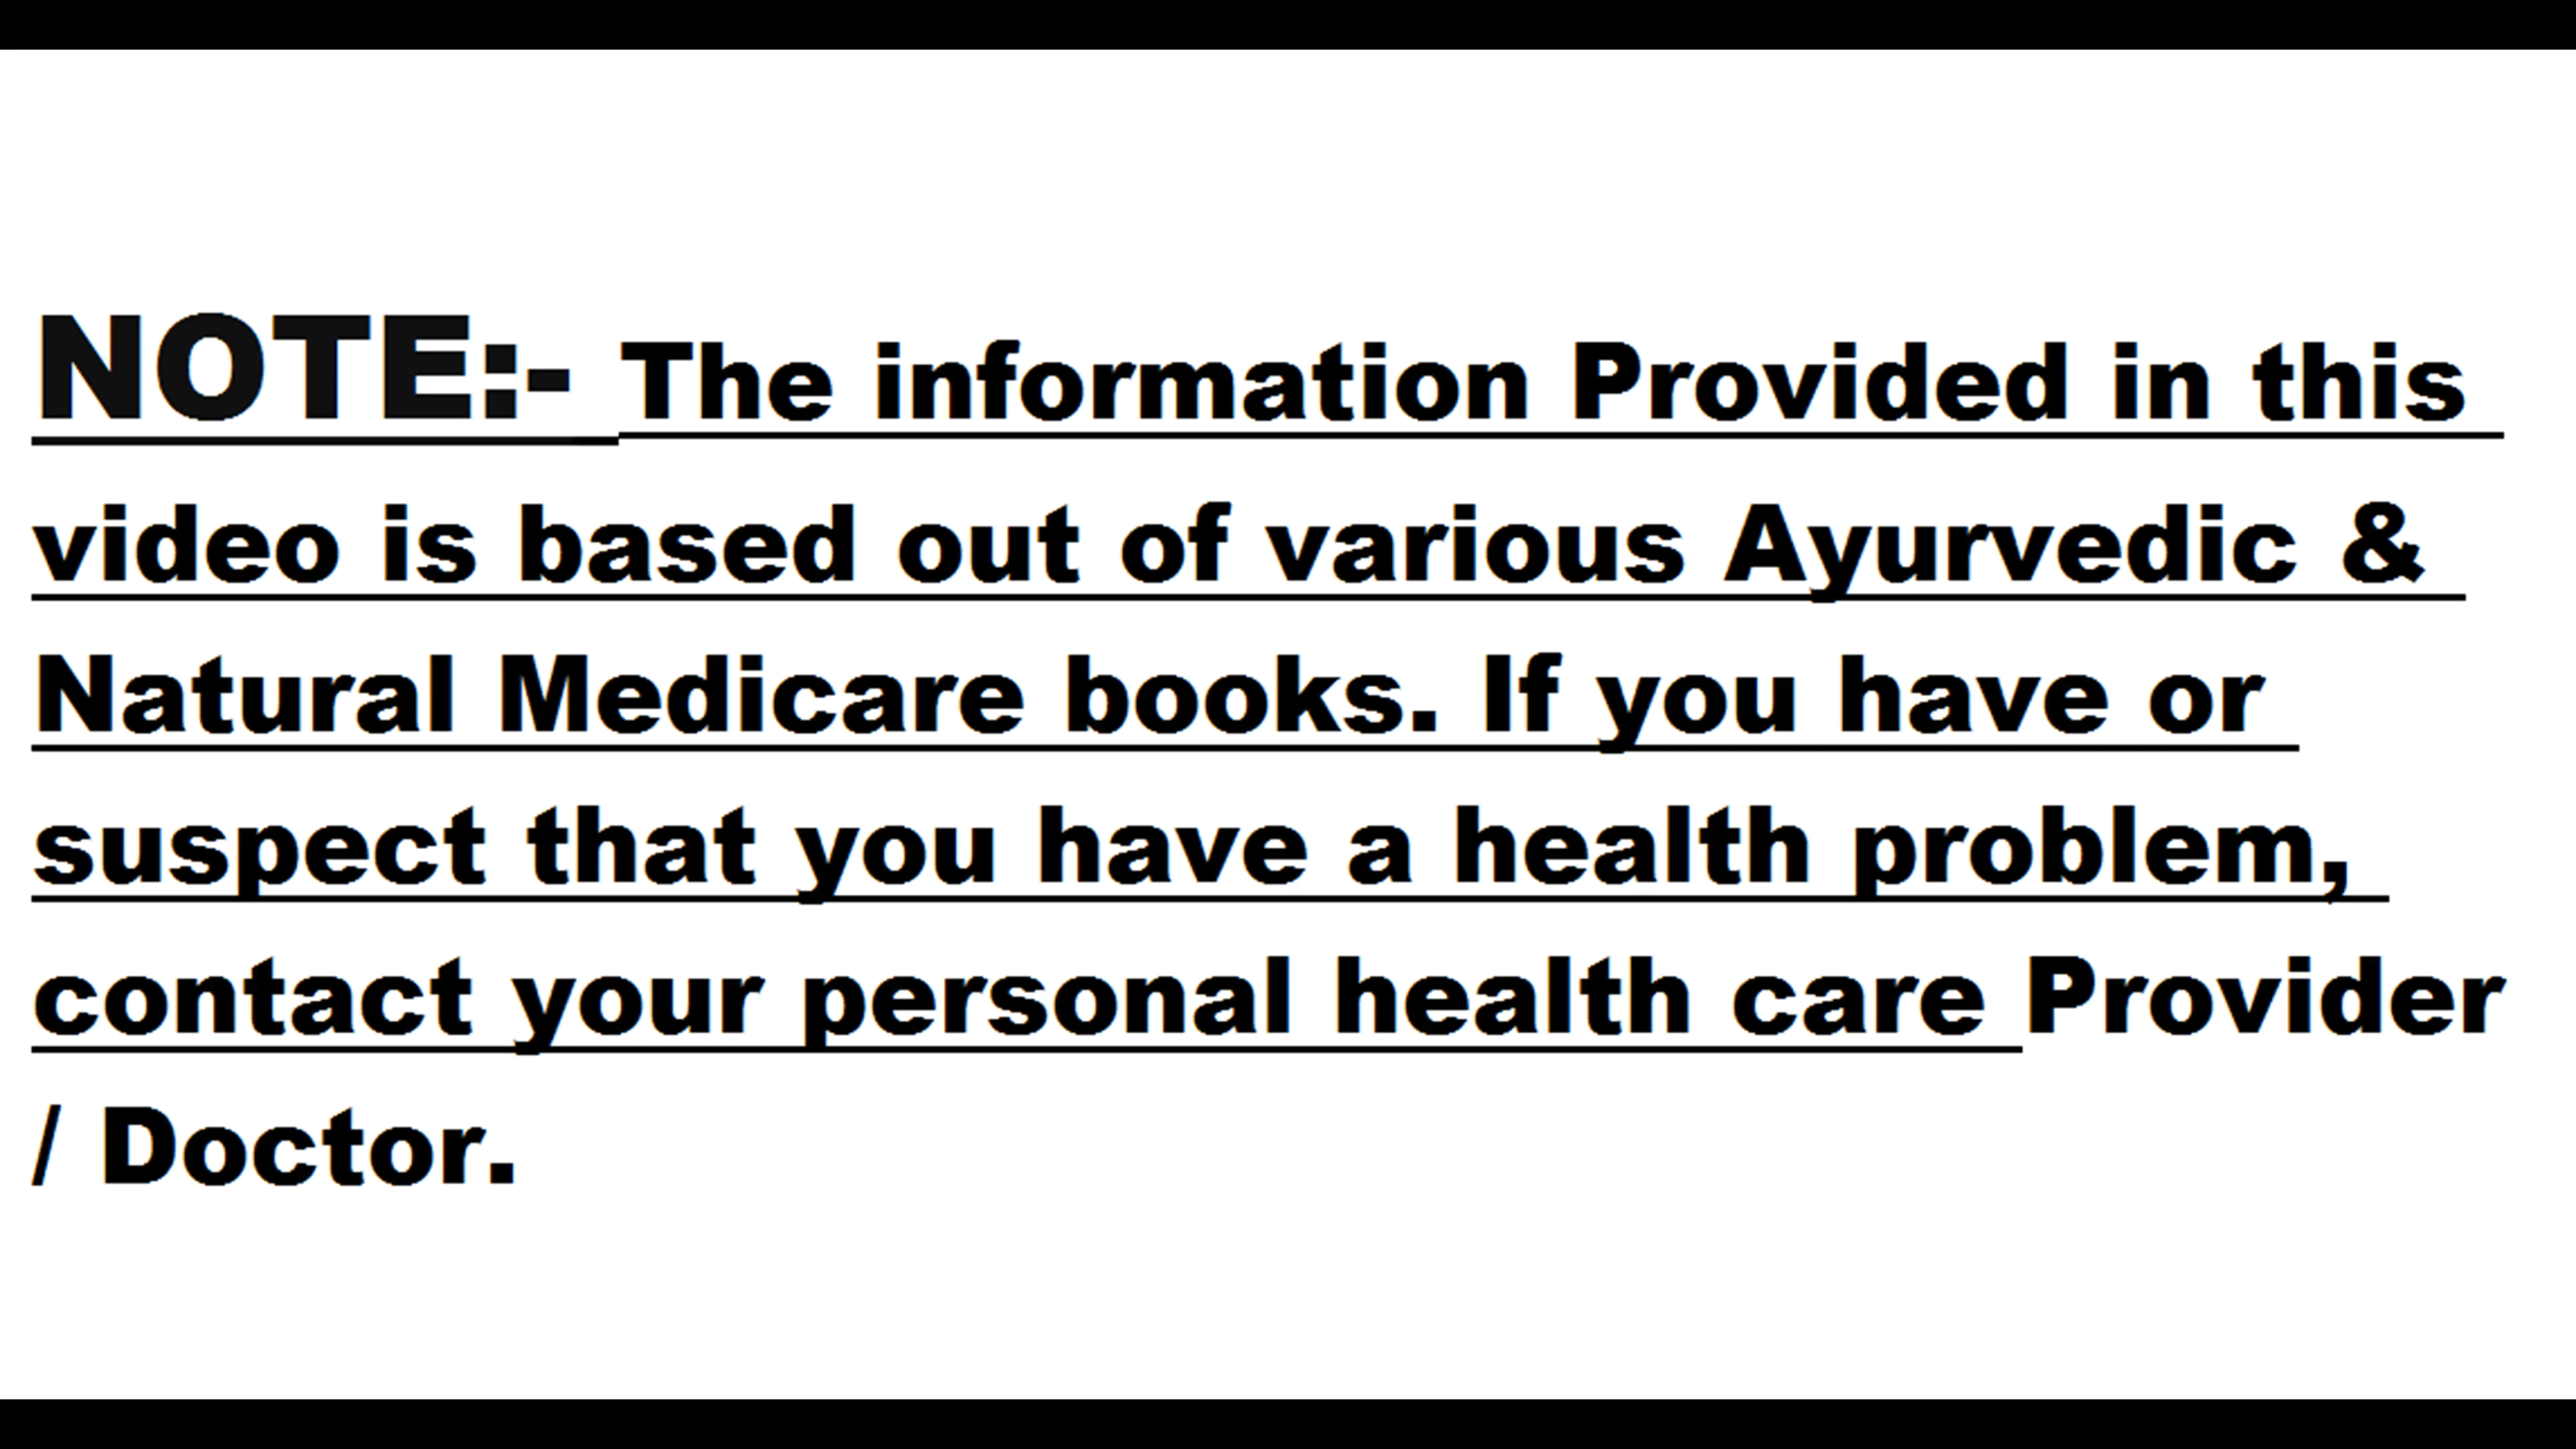 NOTE:- The information Provided in this
video is based out of various Ayurvedic &
Natural Medicare books. If you have or
suspect that you have a health problem,
contact your personal health care Provider
/ Doctor.